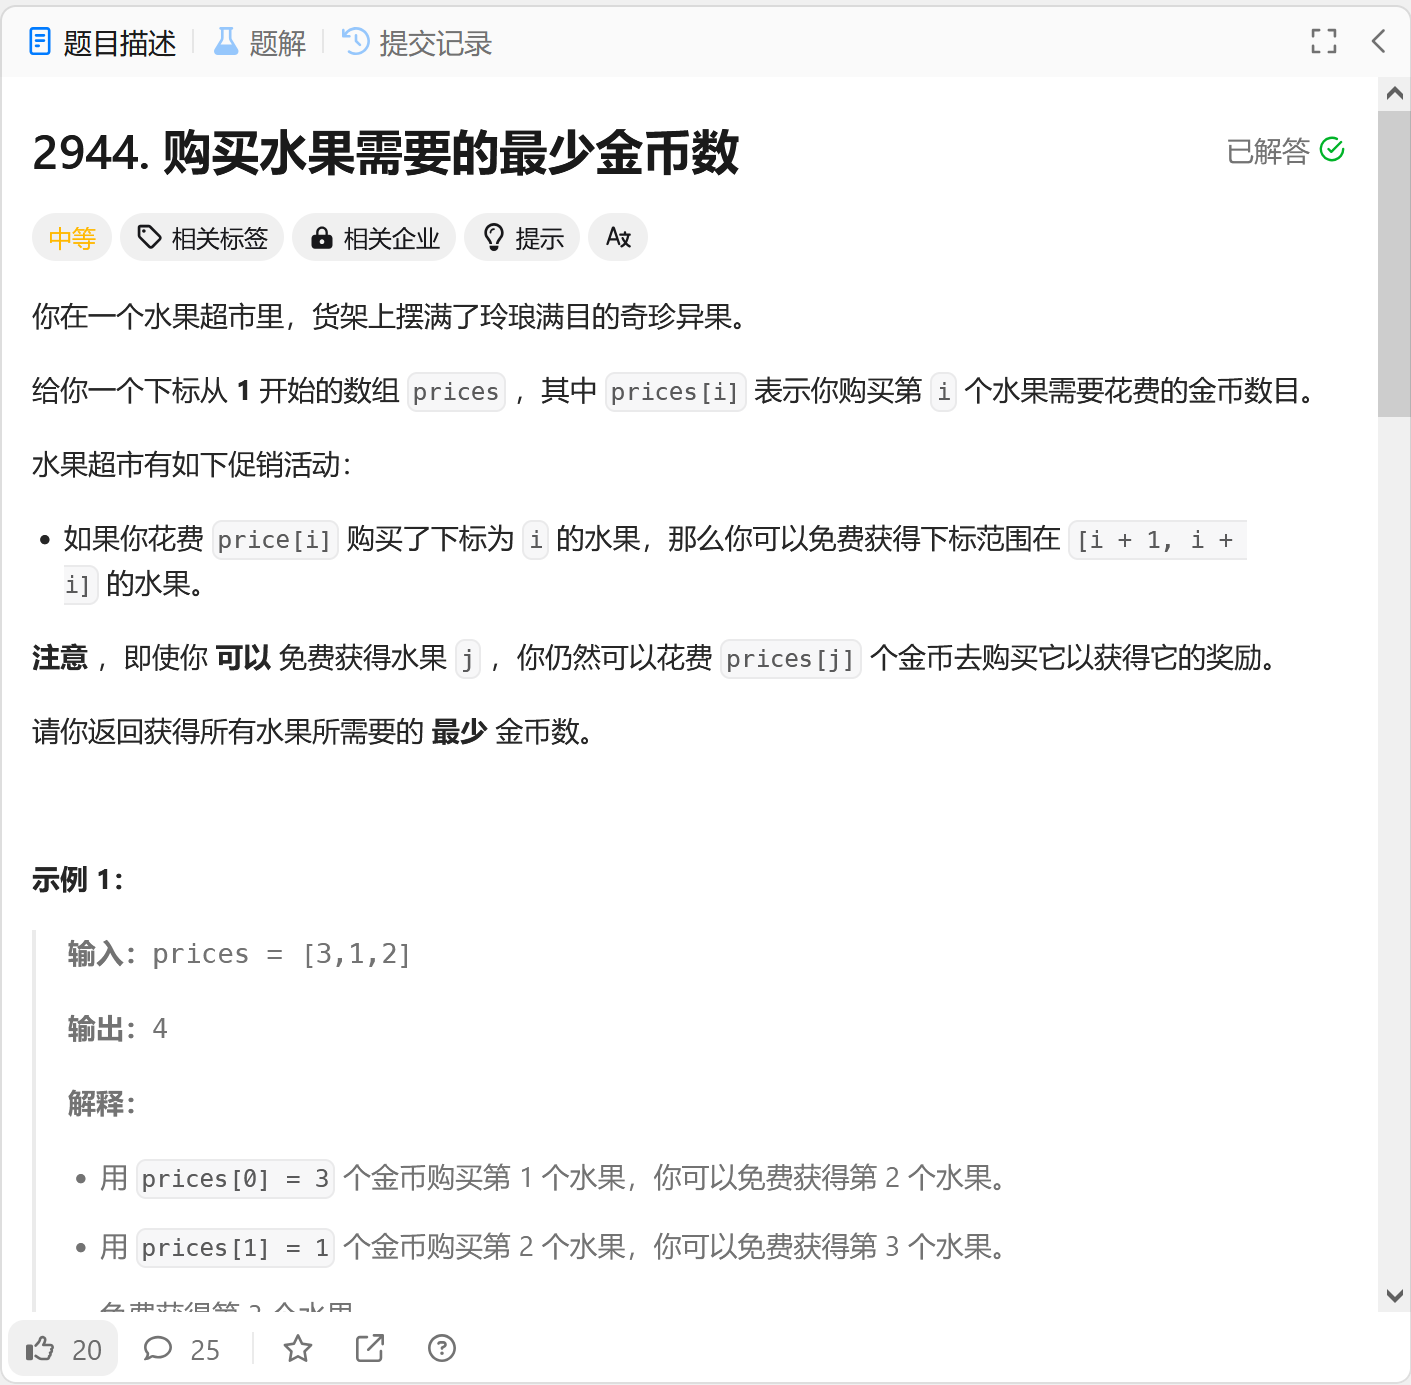 题目描述 题解 提交记录
2944. 购买水果需要的最少金币数 已解答
中等 相关标签 相关企业 提示 A文
你在一个水果超市里，货架上摆满了玲琅满目的奇珍异果。
给你一个下标从 1 开始的数组 prices ，其中 prices[i] 表示你购买第 i 个水果需要花费的金币数目。
水果超市有如下促销活动：
• 如果你花费 price[i] 购买了下标为 i 的水果，那么你可以免费获得下标范围在 [i + 1, i +
i] 的水果。
注意 ，即使你 可以 免费获得水果 j ，你仍然可以花费 prices[j] 个金币去购买它以获得它的奖励。
请你返回获得所有水果所需要的 最少 金币数。
示例 1：
输入：prices = [3,1,2]
输出：4
解释：
• 用 prices[0] = 3 个金币购买第 1 个水果，你可以免费获得第 2 个水果。
• 用 prices[1] = 1 个金币购买第 2 个水果，你可以免费获得第 3 个水果。
免费获得第 3 个水果
20 25